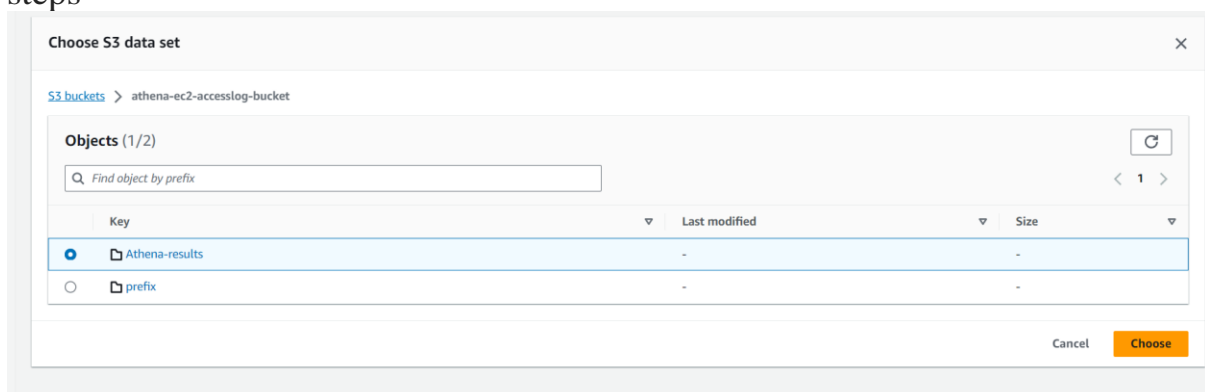 steps
Choose S3 data set
S3 buckets > athena-ec2-accesslog-bucket
Objects (1/2)
Find object by prefix
< 1 >
Key Last modified Size
Athena-results - -
prefix - -
Cancel Choose